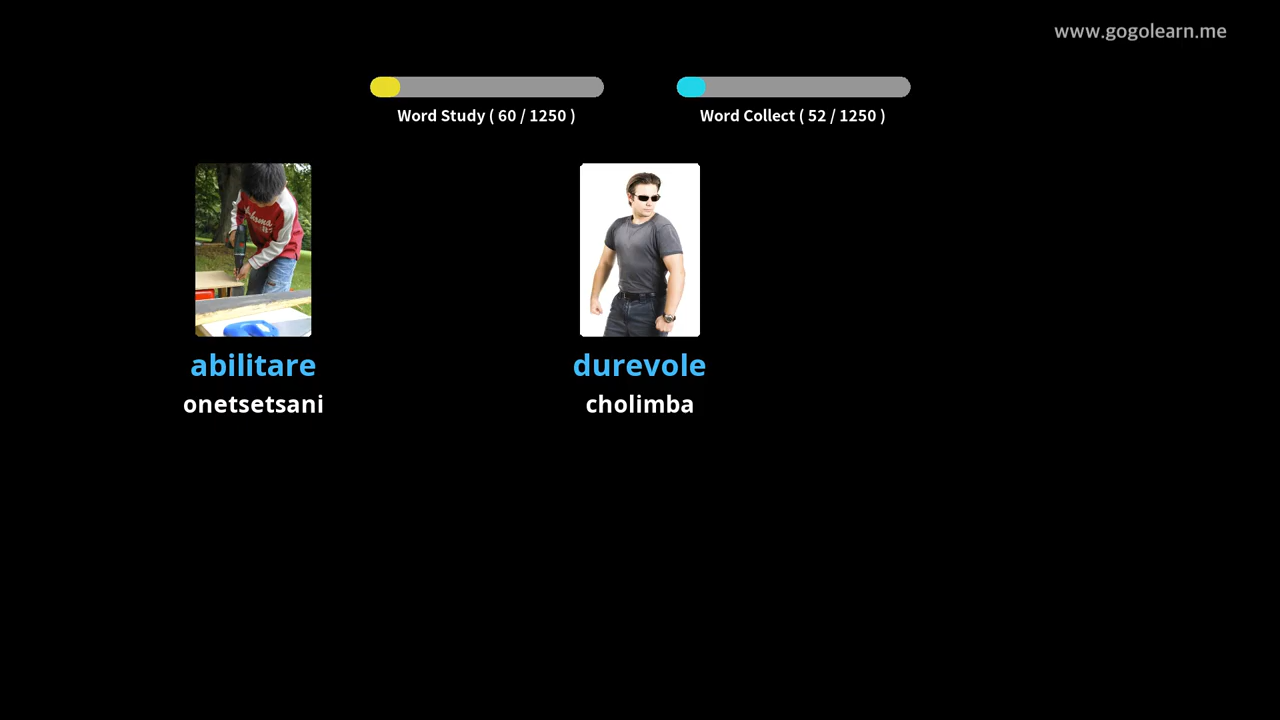 www.gogolearn.me
Word Study ( 60 / 1250 )
Word Collect ( 52 / 1250 )
abilitare
onetsetsani
durevole
cholimba